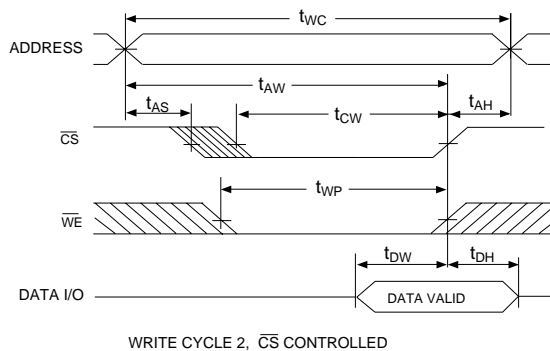 tWC
ADDRESS
tAW
tAS
tCW
tAH
CS
tWP
WE
tDW
tDH
DATA I/O
DATA VALID
WRITE CYCLE 2, CS CONTROLLED